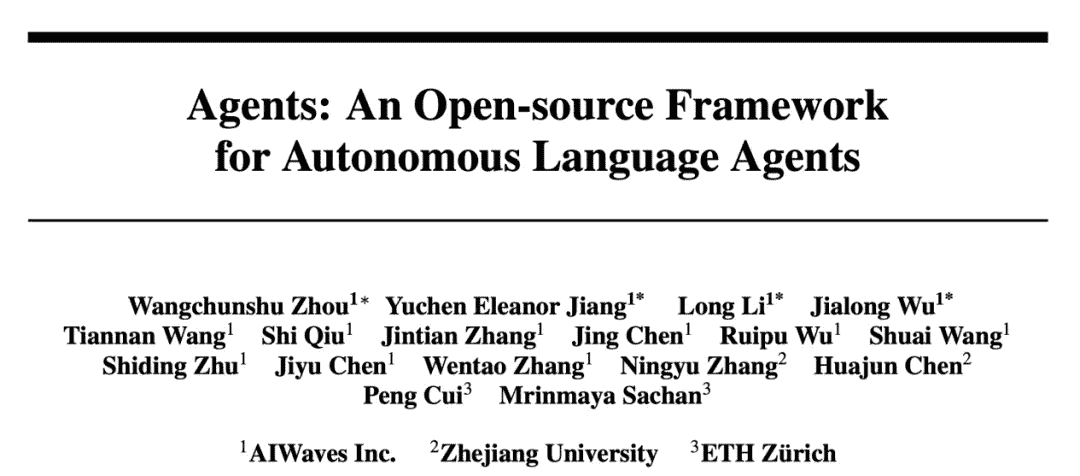 Agents: An Open-source Framework
for Autonomous Language Agents
Wangchunshu Zhou¹* Yuchen Eleanor Jiang¹* Long Li¹* Jialong Wu¹*
Tiannan Wang¹ Shi Qiu¹ Jintian Zhang¹ Jing Chen¹ Ruipu Wu¹ Shuai Wang¹
Shiding Zhu¹ Jiyu Chen¹ Wentao Zhang¹ Ningyu Zhang² Huajun Chen²
Peng Cui³ Mrinmaya Sachan³
¹AIWaves Inc. ²Zhejiang University ³ETH Zürich